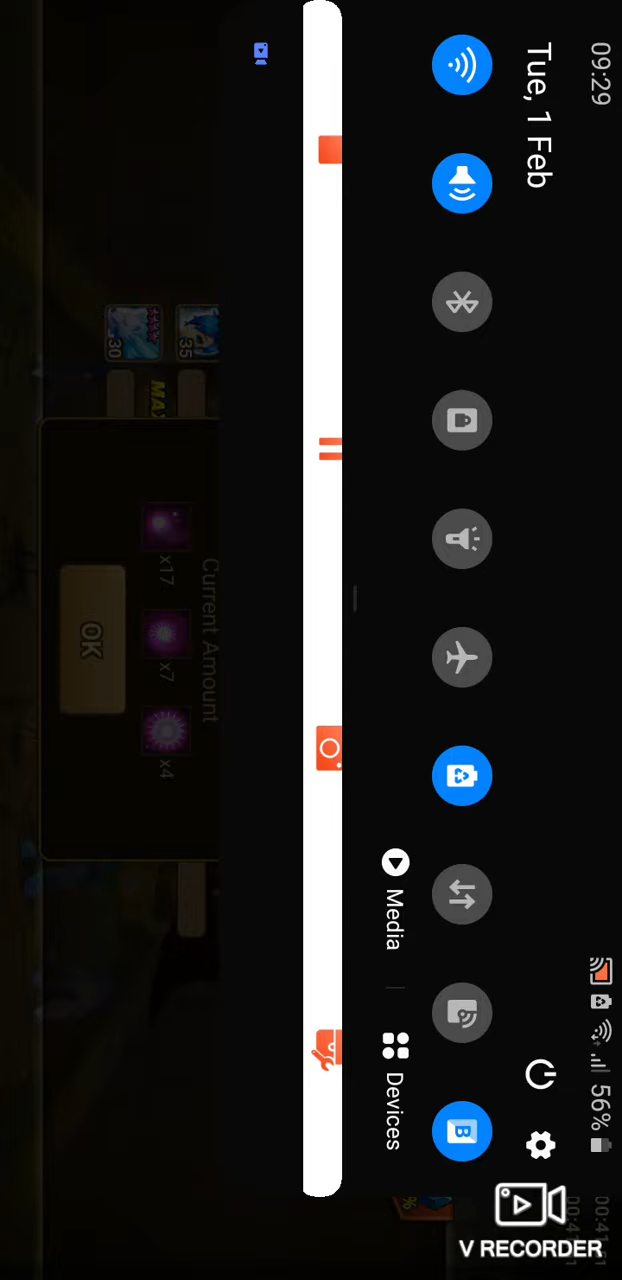 09:29
56%
Tue, 1 Feb
Media
Devices
Current Amount
x17
x7
x4
OK
35
30
V RECORDER